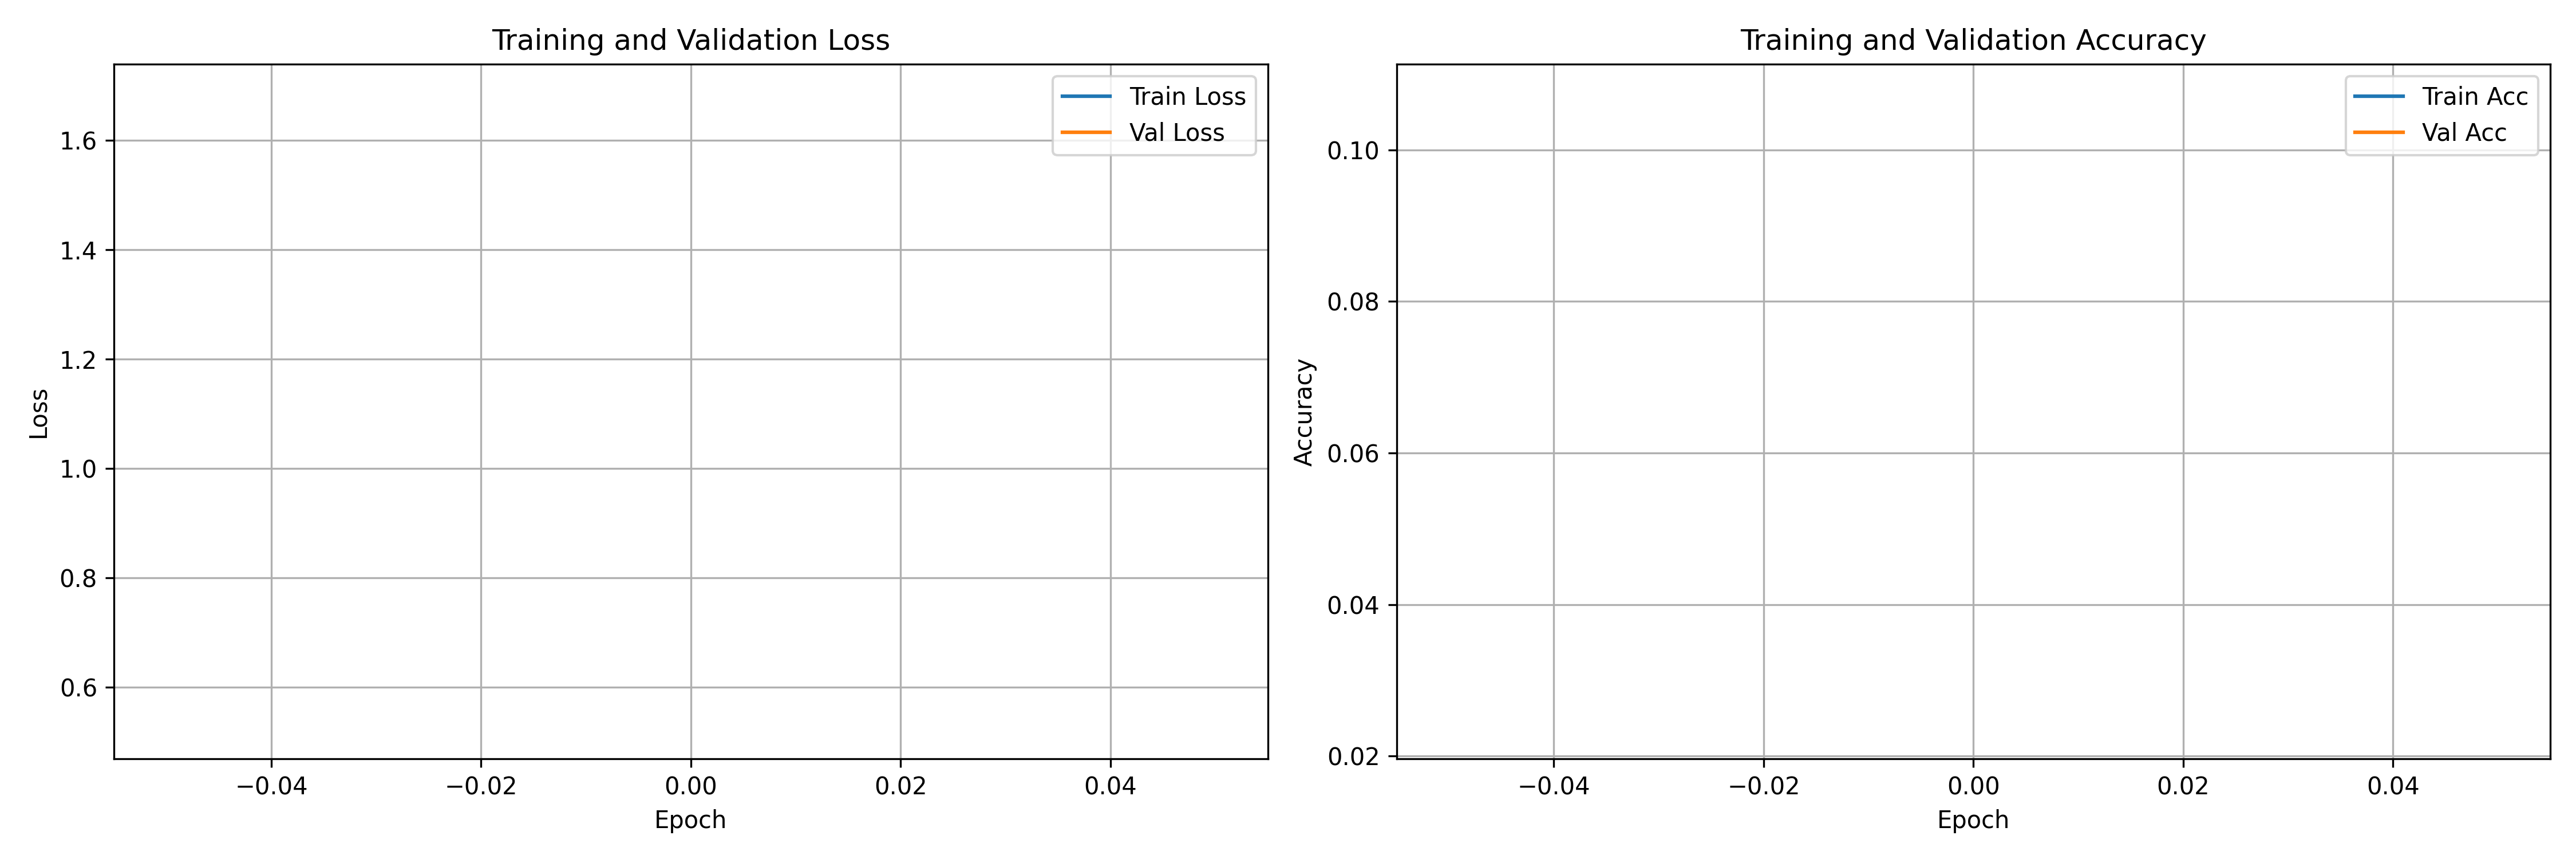 Training and Validation Loss
Train Loss
Val Loss
1.6
1.4
1.2
1.0
0.8
0.6
Loss
−0.04 −0.02 0.00 0.02 0.04
Epoch
Training and Validation Accuracy
Train Acc
Val Acc
0.10
0.08
0.06
0.04
0.02
Accuracy
−0.04 −0.02 0.00 0.02 0.04
Epoch